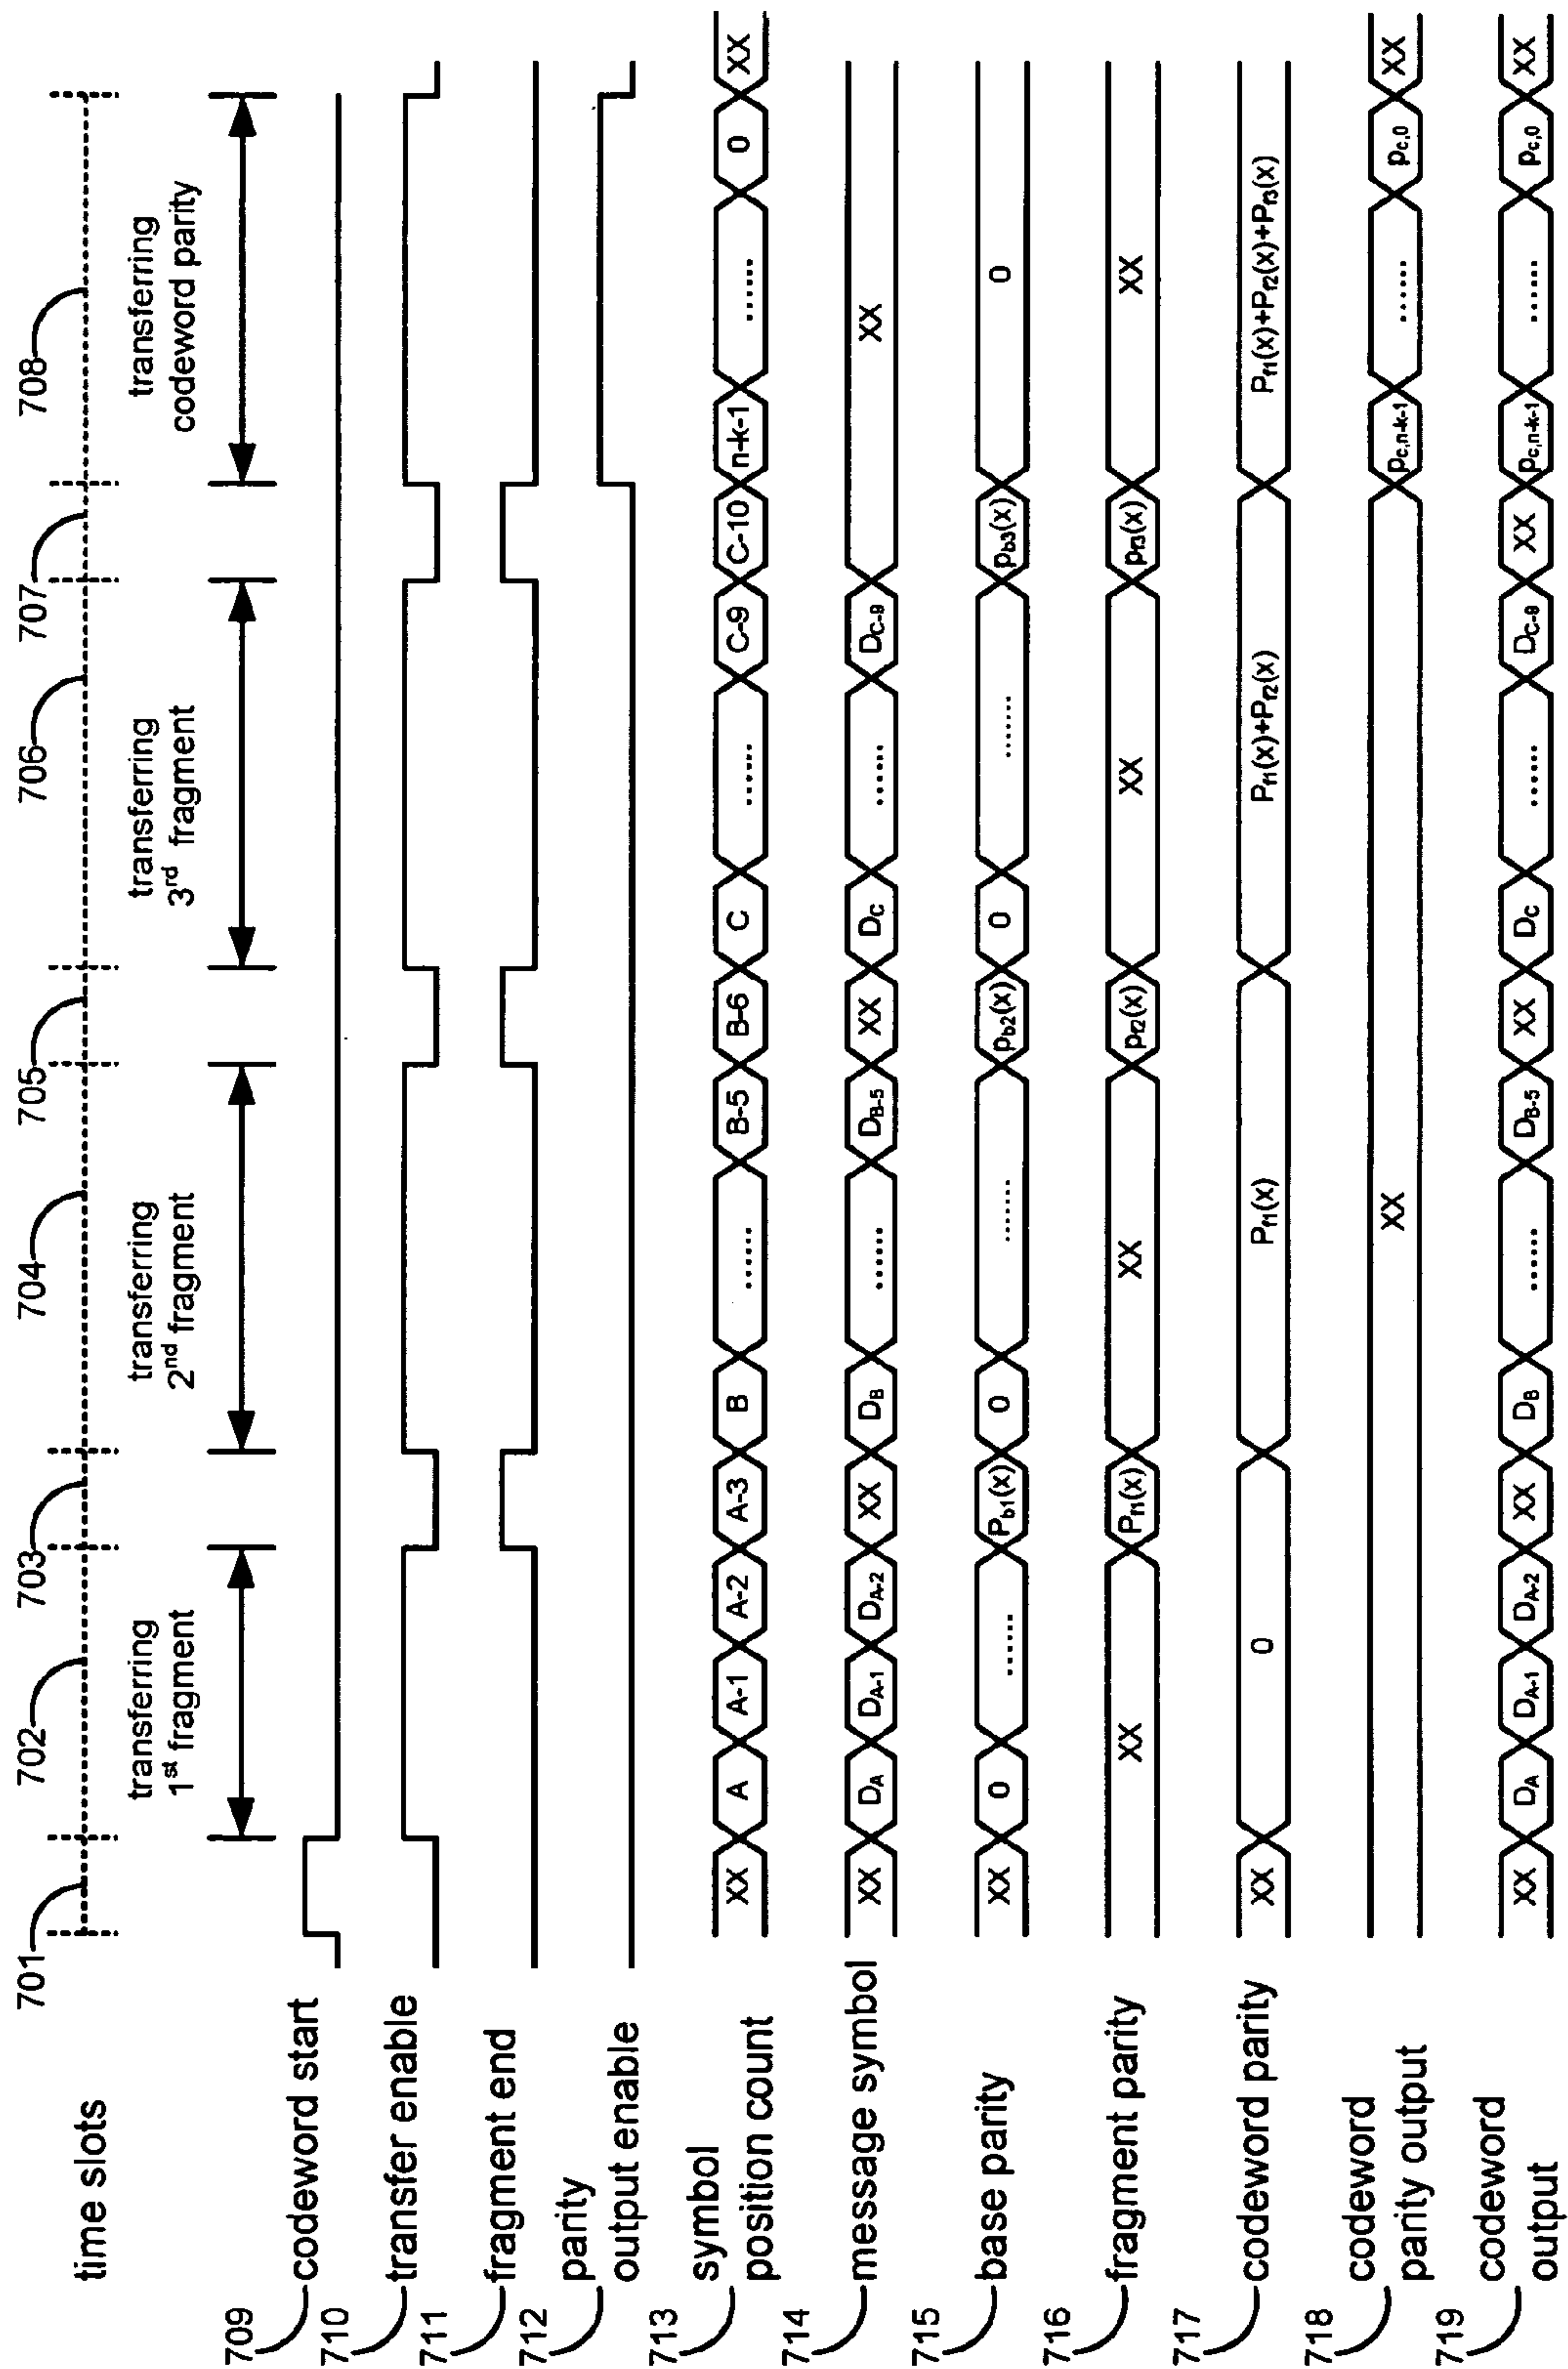 701 702 703 704 705 706 707 708
time slots
transferring 1st fragment
transferring 2nd fragment
transferring 3rd fragment
transferring codeword parity
709 codeword start
710 transfer enable
711 fragment end
712 parity output enable
713 symbol position count
XX A A-1 A-2 A-3 B ...... B-5 B-6 C ...... C-9 C-10 n-k-1 ...... 0 XX
714 message symbol
XX DA DA-1 DA-2 XX DB ...... DB-5 XX DC ...... DC-9 XX
715 base parity
XX 0 ...... Pb1(x) 0 ....... pb2(x) 0 ....... pb3(x) 0
716 fragment parity
XX Pf1(x) XX pf2(x) XX pf3(x) XX
717 codeword parity
XX 0 Pf1(x) Pf1(x)+Pf2(x) Pf1(x)+Pf2(x)+Pf3(x)
718 codeword parity output
XX pc,n-k-1 ...... pc,0 XX
719 codeword output
XX DA DA-1 DA-2 XX DB ...... DB-5 XX DC ...... DC-9 XX pc,n-k-1 ...... pc,0 XX